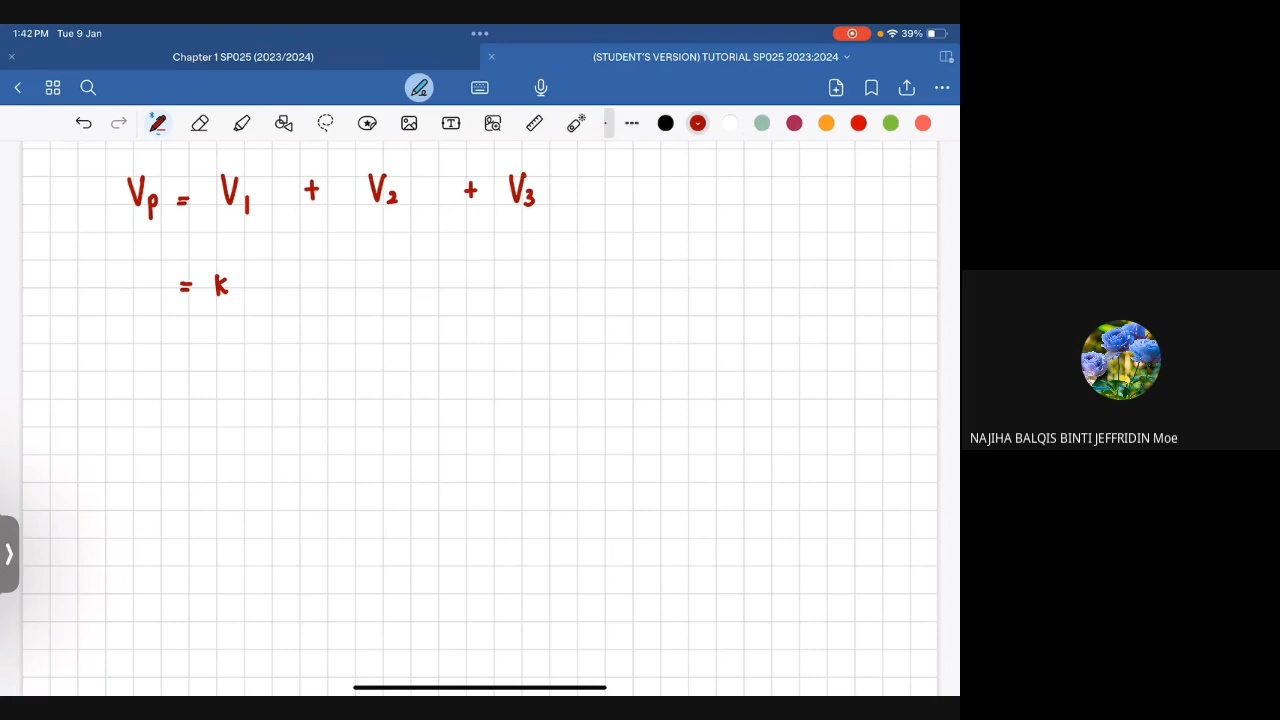 1:42 PM Tue 9 Jan
39%
Chapter 1 SP025 (2023/2024)
(STUDENT'S VERSION) TUTORIAL SP025 2023:2024
Vp = V1 + V2 + V3
= k
NAJIHA BALQIS BINTI JEFFRIDIN Moe